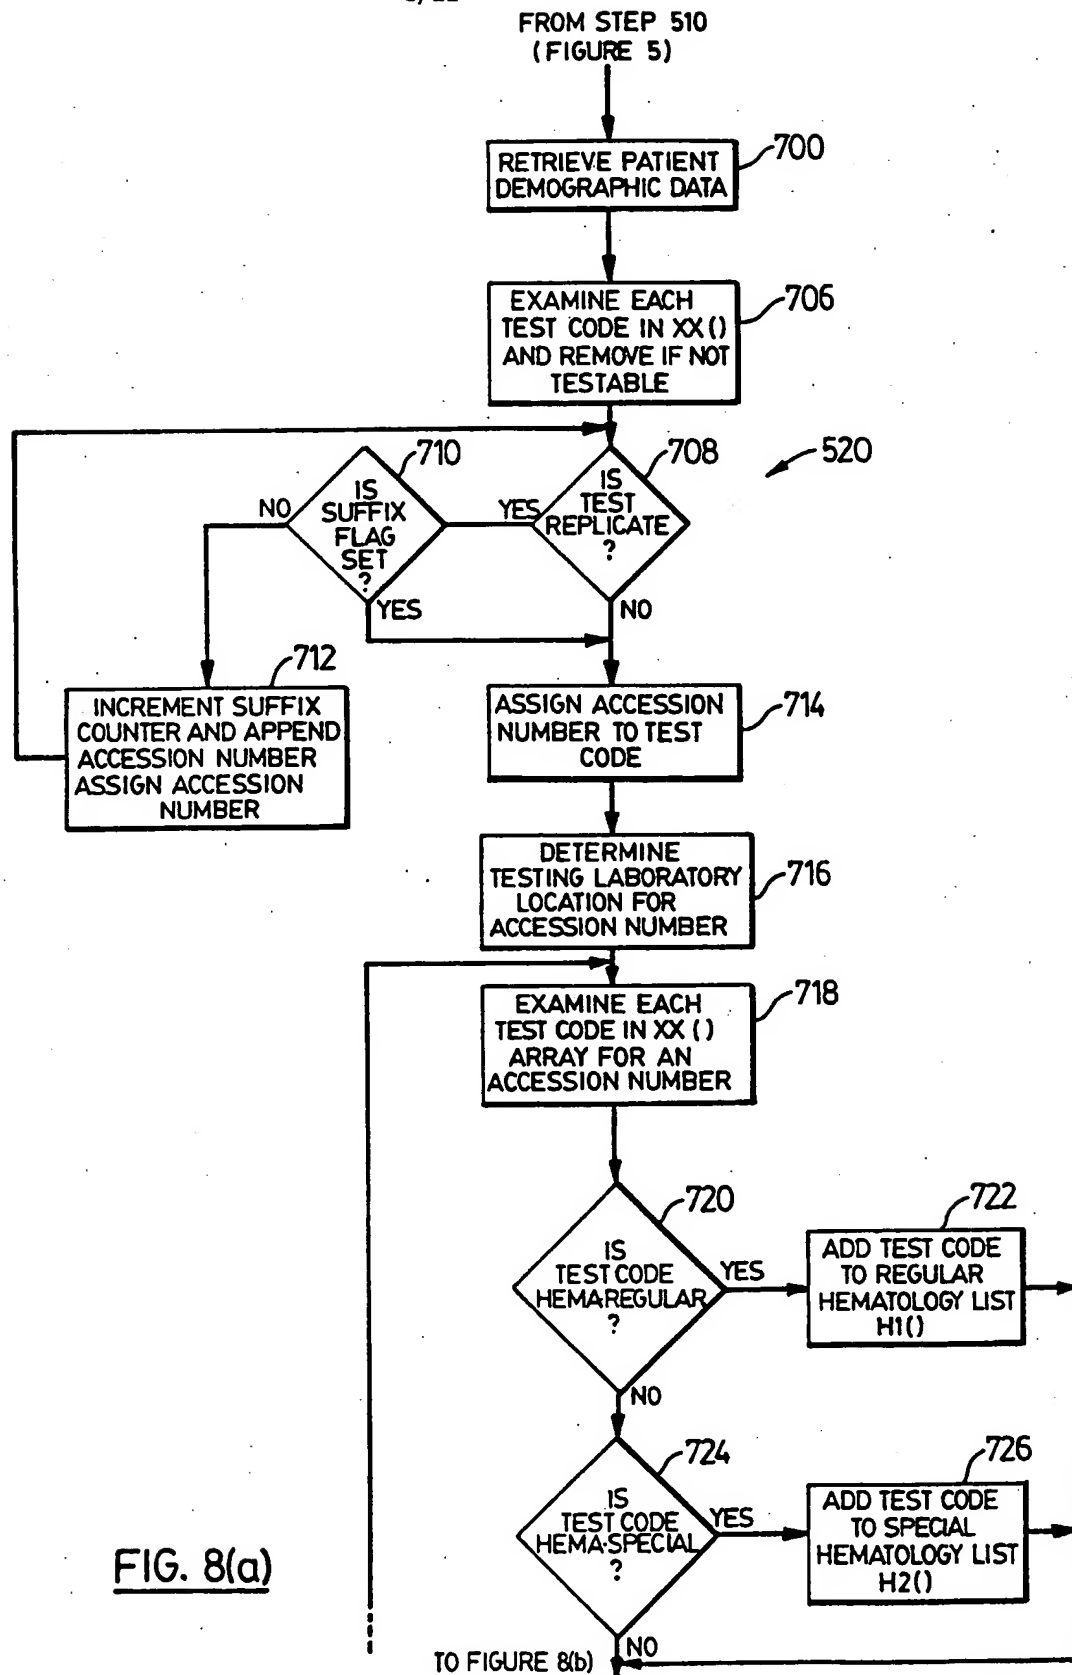 FROM STEP 510
(FIGURE 5)
RETRIEVE PATIENT
DEMOGRAPHIC DATA
700
EXAMINE EACH
TEST CODE IN XX()
AND REMOVE IF NOT
TESTABLE
706
710
708
520
IS
SUFFIX
FLAG
SET
?
NO
YES
IS
TEST
REPLICATE
?
YES
NO
712
INCREMENT SUFFIX
COUNTER AND APPEND
ACCESSION NUMBER
ASSIGN ACCESSION
NUMBER
ASSIGN ACCESSION
NUMBER TO TEST
CODE
714
DETERMINE
TESTING LABORATORY
LOCATION FOR
ACCESSION NUMBER
716
EXAMINE EACH
TEST CODE IN XX()
ARRAY FOR AN
ACCESSION NUMBER
718
720
IS
TEST CODE
HEMA-REGULAR
?
YES
NO
722
ADD TEST CODE
TO REGULAR
HEMATOLOGY LIST
H1()
724
IS
TEST CODE
HEMA-SPECIAL
?
YES
NO
726
ADD TEST CODE
TO SPECIAL
HEMATOLOGY LIST
H2()
FIG. 8(a)
TO FIGURE 8(b)